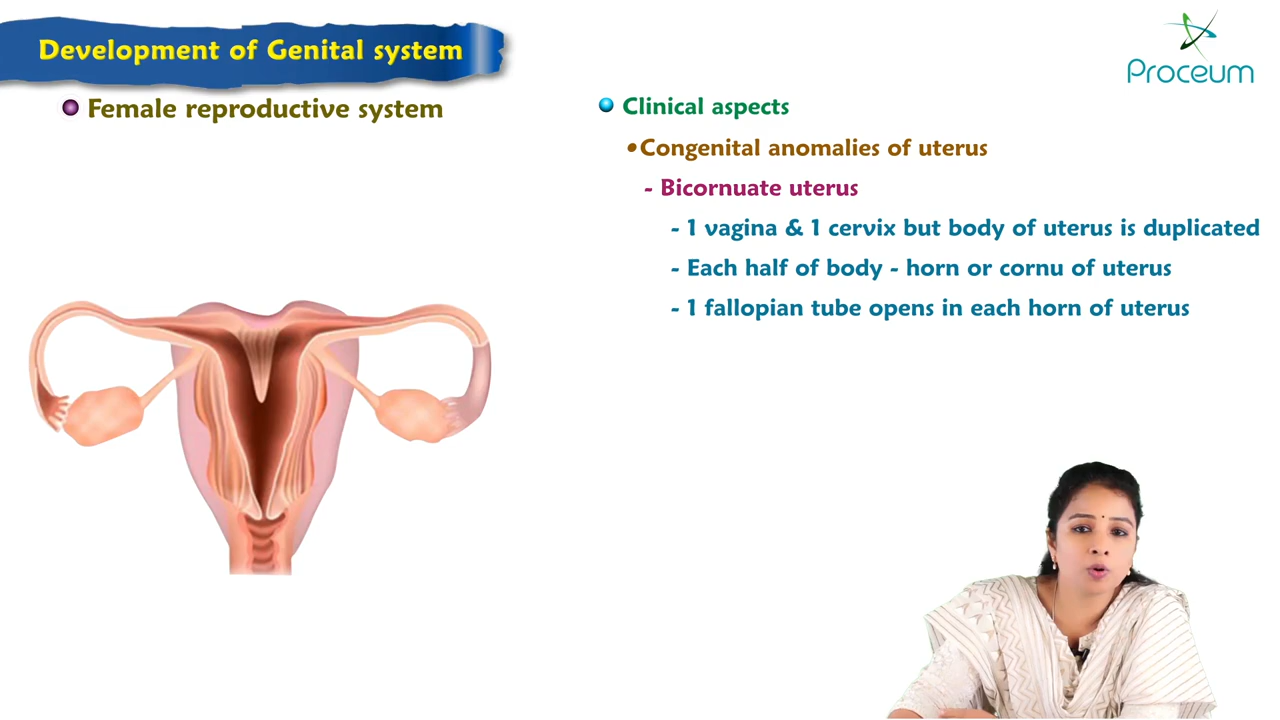 Development of Genital system
Proceum
Female reproductive system
Clinical aspects
•Congenital anomalies of uterus
- Bicornuate uterus
- 1 vagina & 1 cervix but body of uterus is duplicated
- Each half of body - horn or cornu of uterus
- 1 fallopian tube opens in each horn of uterus